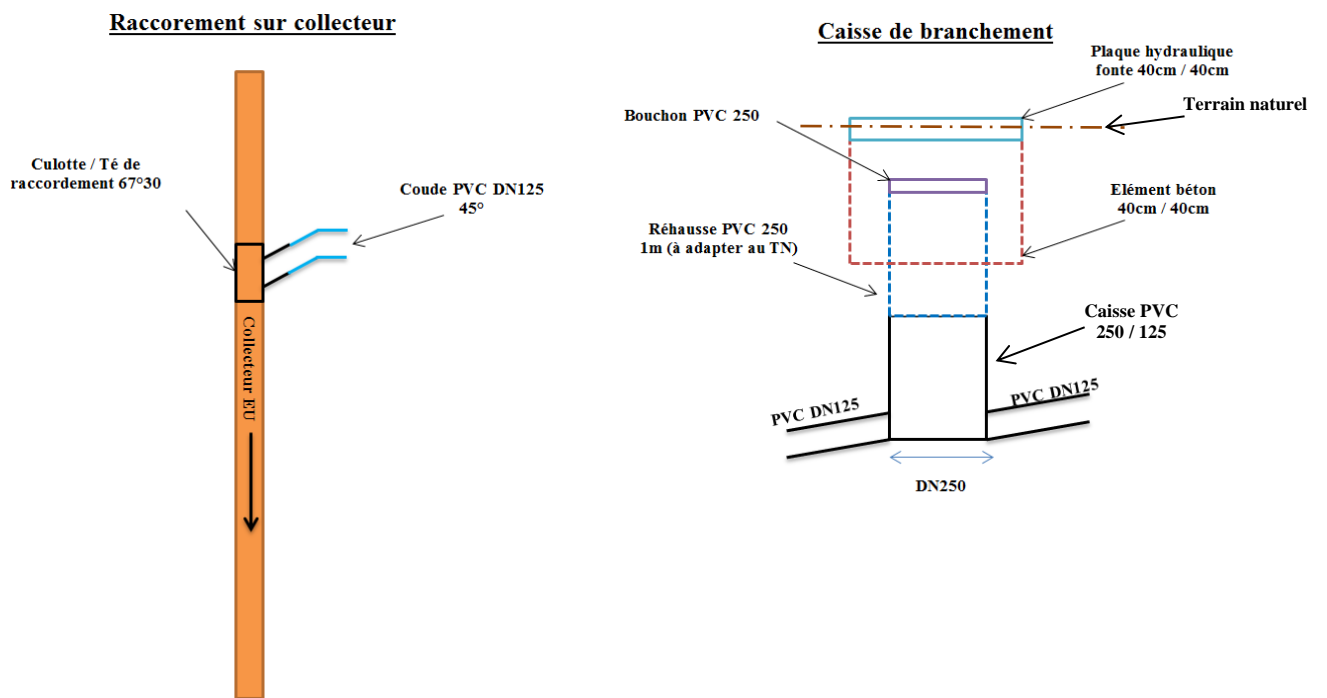 Raccorement sur collecteur
Culotte / Té de
raccordement 67°30
Coude PVC DN125
45°
Collecteur EU
Caisse de branchement
Plaque hydraulique
fonte 40cm / 40cm
Terrain naturel
Bouchon PVC 250
Elément béton
40cm / 40cm
Réhausse PVC 250
1m (à adapter au TN)
Caisse PVC
250 / 125
PVC DN125
PVC DN125
DN250